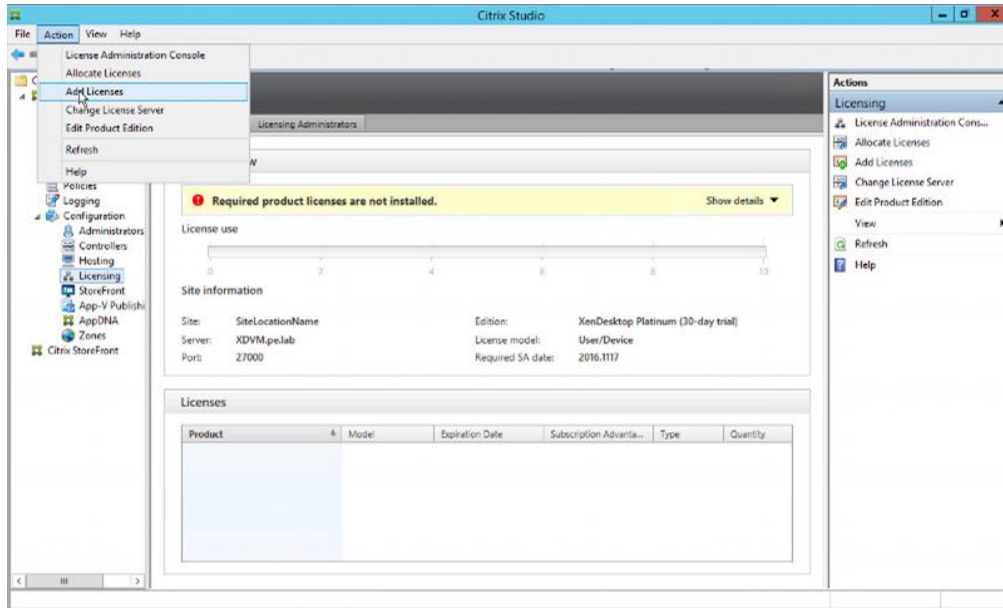 Citrix Studio
File Action View Help
License Administration Console
Allocate Licenses
Add Licenses
Change License Server
Edit Product Edition
Refresh
Help
Policies
Logging
Configuration
Administrators
Controllers
Hosting
Licensing
StoreFront
App-V Publishi
AppDNA
Zones
Citrix StoreFront
Licensing Administrators
Required product licenses are not installed. Show details
License use
0 2 4 6 8 10
Site information
Site: SiteLocationName Edition: XenDesktop Platinum (30-day trial)
Server: XDVM.pe.lab License model: User/Device
Port: 27000 Required SA date: 2016.1117
Licenses
Product Model Expiration Date Subscription Advanta... Type Quantity
Actions
Licensing
License Administration Cons...
Allocate Licenses
Add Licenses
Change License Server
Edit Product Edition
View
Refresh
Help